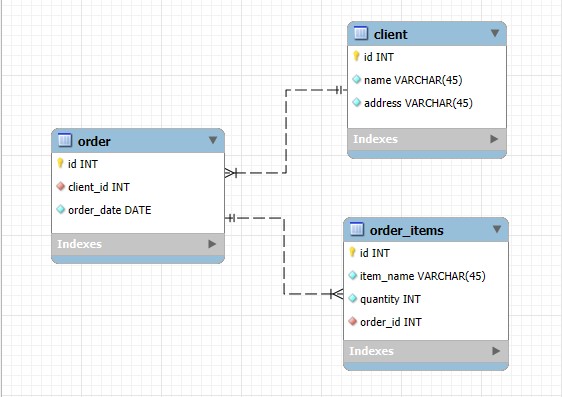 client
id INT
name VARCHAR(45)
address VARCHAR(45)
Indexes
order
id INT
client_id INT
order_date DATE
Indexes
order_items
id INT
item_name VARCHAR(45)
quantity INT
order_id INT
Indexes